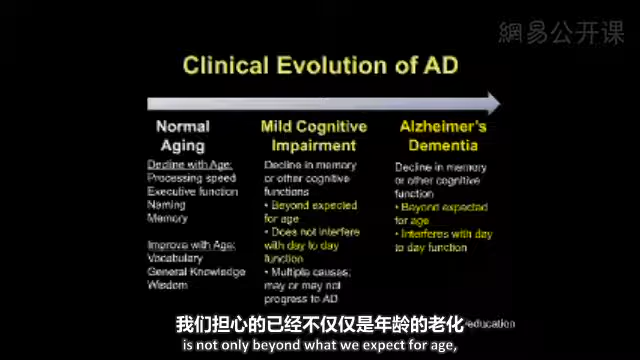 網易公开课
Clinical Evolution of AD
Normal
Aging
Decline with Age:
Processing speed
Executive function
Naming
Memory
Improve with Age:
Vocabulary
General Knowledge
Wisdom
Mild Cognitive
Impairment
Decline in memory
or other cognitive
functions
• Beyond expected
for age
• Does not interfere
with day to day
function
• Multiple causes;
may or may not
progress to AD
Alzheimer's
Dementia
Decline in memory
or other cognitive
function
• Beyond expected
for age
• Interferes with day
to day function
education
我们担心的已经不仅仅是年龄的老化
is not only beyond what we expect for age,